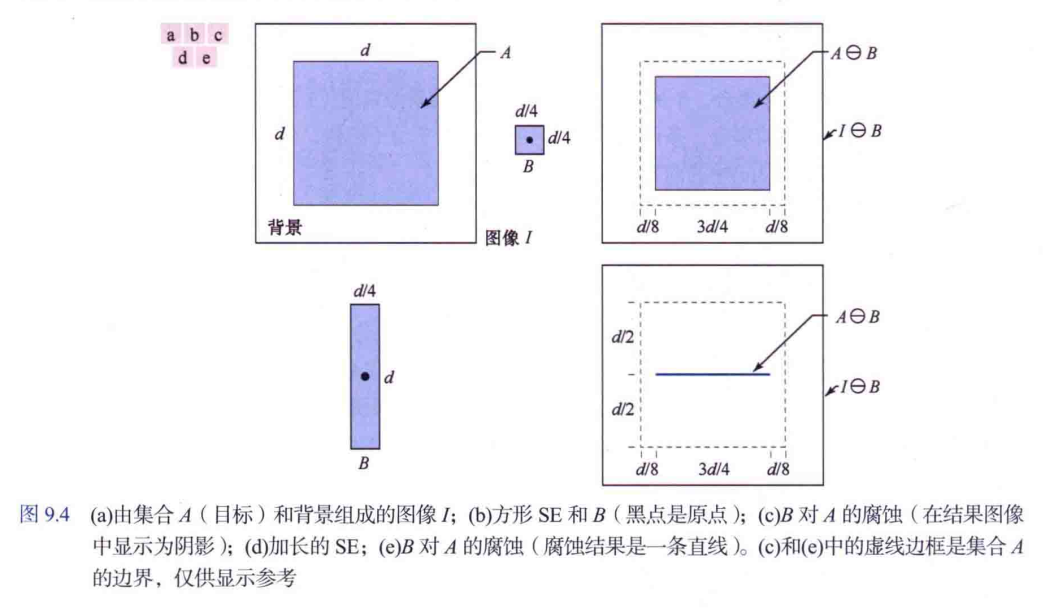 a b c
d e
d
A
d
背景
图像 I
d/4
d/4
B
A⊖B
I⊖B
d/8 3d/4 d/8
d/4
d
B
A⊖B
d/2
I⊖B
d/2
d/8 3d/4 d/8
图 9.4 (a)由集合 A（目标）和背景组成的图像 I；(b)方形 SE 和 B（黑点是原点）；(c)B 对 A 的腐蚀（在结果图像
中显示为阴影）；(d)加长的 SE；(e)B 对 A 的腐蚀（腐蚀结果是一条直线）。(c)和(e)中的虚线边框是集合 A
的边界，仅供显示参考